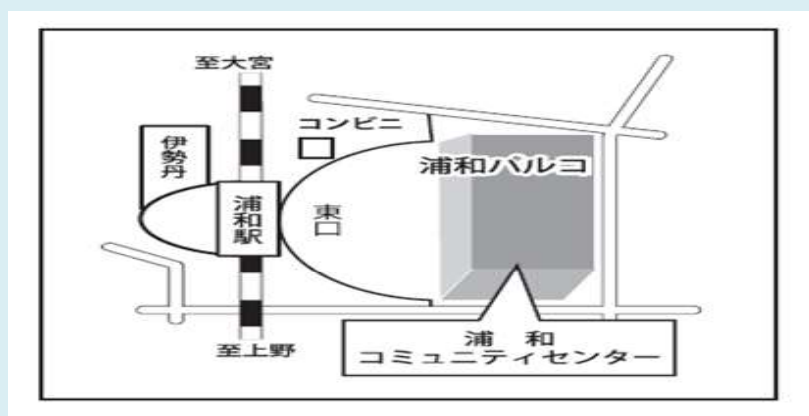 至大宮
伊勢丹
コンビニ
浦和パルコ
浦和駅
東口
至上野
浦和
コミュニティセンター